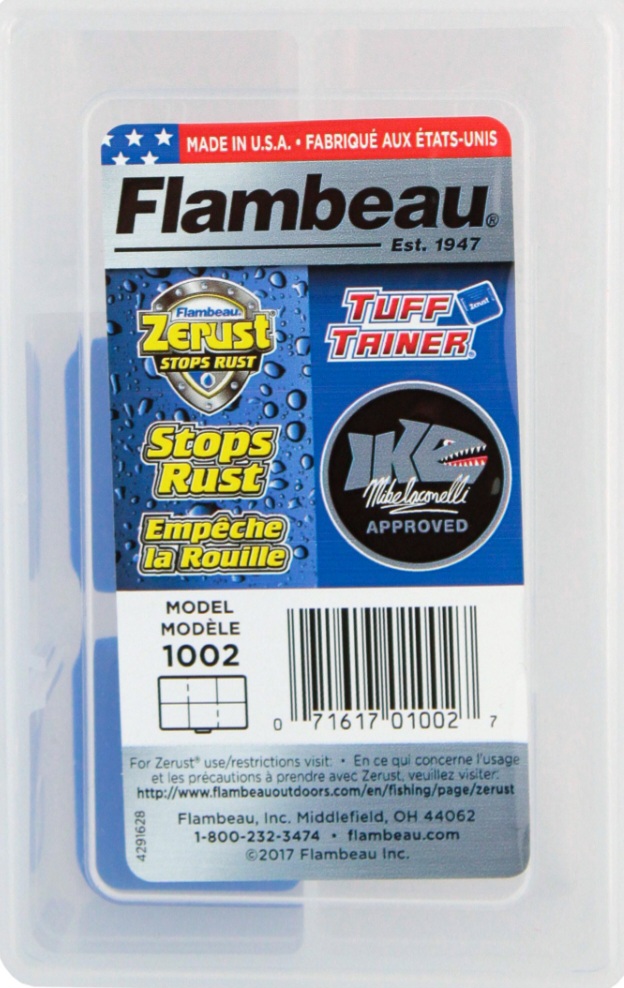 MADE IN U.S.A. • FABRIQUÉ AUX ÉTATS-UNIS
Flambeau®
Est. 1947
Flambeau®
Zerust®
STOPS RUST
Stops
Rust
Empêche
la Rouille
TUFF
TAINER®
Zerust
IKE
Mike Iaconelli
APPROVED
MODEL
MODÈLE
1002
0 71617 01002 7
For Zerust® use/restrictions visit: • En ce qui concerne l'usage
et les précautions à prendre avec Zerust, veuillez visiter:
http://www.flambeauoutdoors.com/en/fishing/page/zerust
Flambeau, Inc. Middlefield, OH 44062
1-800-232-3474 • flambeau.com
©2017 Flambeau Inc.
4291628